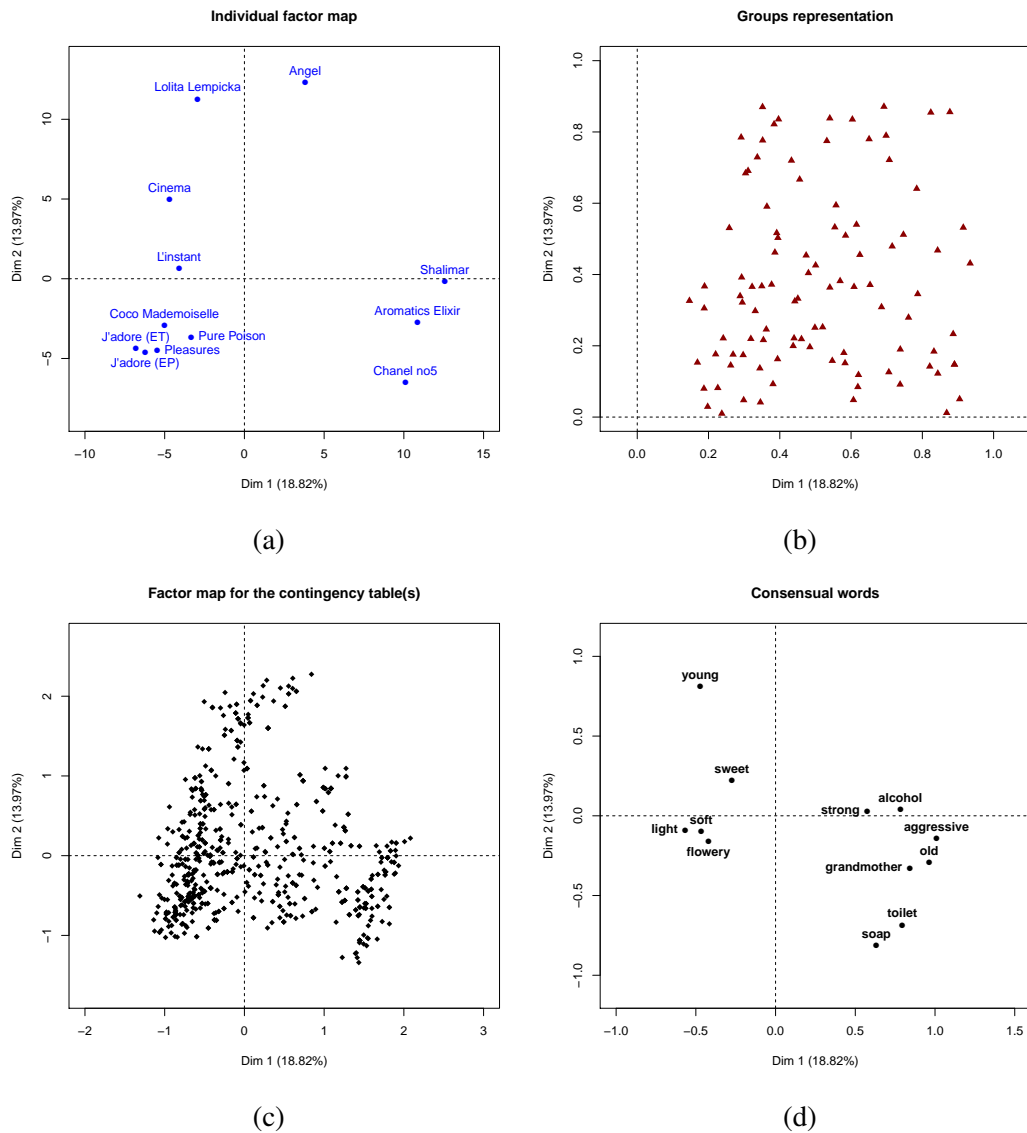 Individual factor map
Dim 2 (13.97%)
10
5
0
−5
Angel
Lolita Lempicka
Cinema
L'instant
Shalimar
Coco Mademoiselle
Aromatics Elixir
J'adore (ET)
Pure Poison
Pleasures
J'adore (EP)
Chanel no5
−10 −5 0 5 10 15
Dim 1 (18.82%)
(a)
Groups representation
Dim 2 (13.97%)
1.0
0.8
0.6
0.4
0.2
0.0
0.0 0.2 0.4 0.6 0.8 1.0
Dim 1 (18.82%)
(b)
Factor map for the contingency table(s)
Dim 2 (13.97%)
2
1
0
−1
−2 −1 0 1 2 3
Dim 1 (18.82%)
(c)
Consensual words
Dim 2 (13.97%)
1.0
0.5
0.0
−0.5
−1.0
young
sweet
alcohol
strong
light
soft
aggressive
flowery
old
grandmother
toilet
soap
−1.0 −0.5 0.0 0.5 1.0 1.5
Dim 1 (18.82%)
(d)